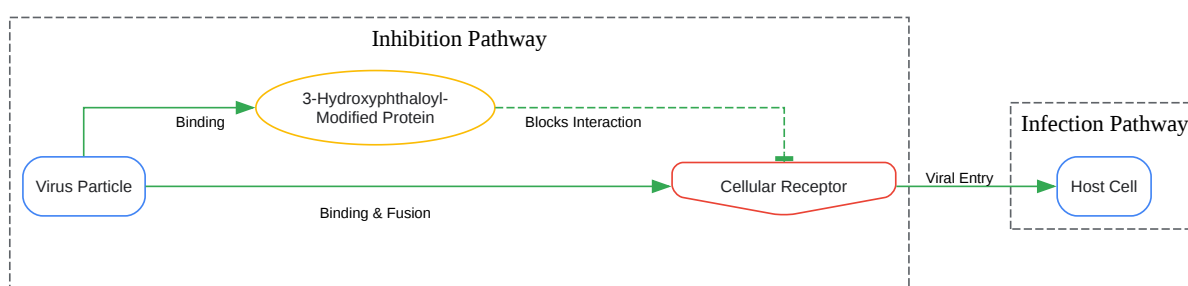 Inhibition Pathway
3-Hydroxyphthaloyl-
Modified Protein
Binding
Blocks Interaction
Infection Pathway
Virus Particle
Cellular Receptor
Viral Entry
Host Cell
Binding & Fusion